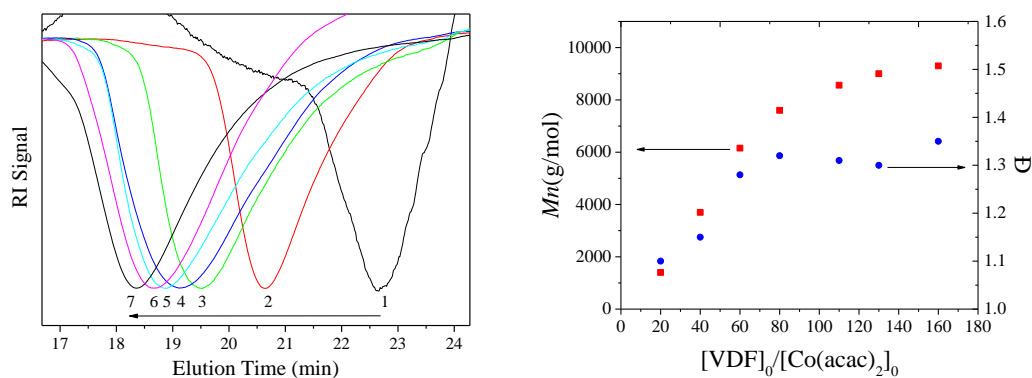 RI Signal
7 6 5 4 3 2 1
17 18 19 20 21 22 23 24
Elution Time (min)
Mn(g/mol)
10000
8000
6000
4000
2000
0
1.6
1.5
1.4
1.3
1.2
1.1
1.0
Đ
0 20 40 60 80 100 120 140 160 180
[VDF]0/[Co(acac)2]0